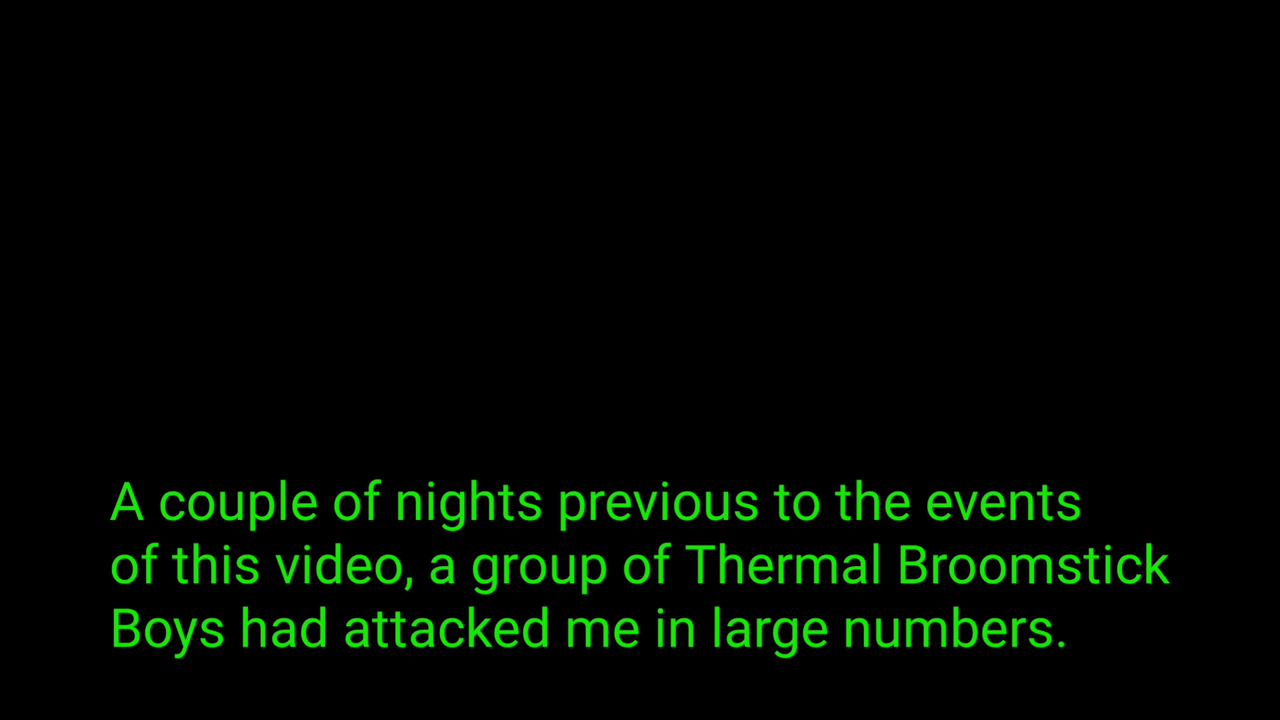 A couple of nights previous to the events
of this video, a group of Thermal Broomstick
Boys had attacked me in large numbers.